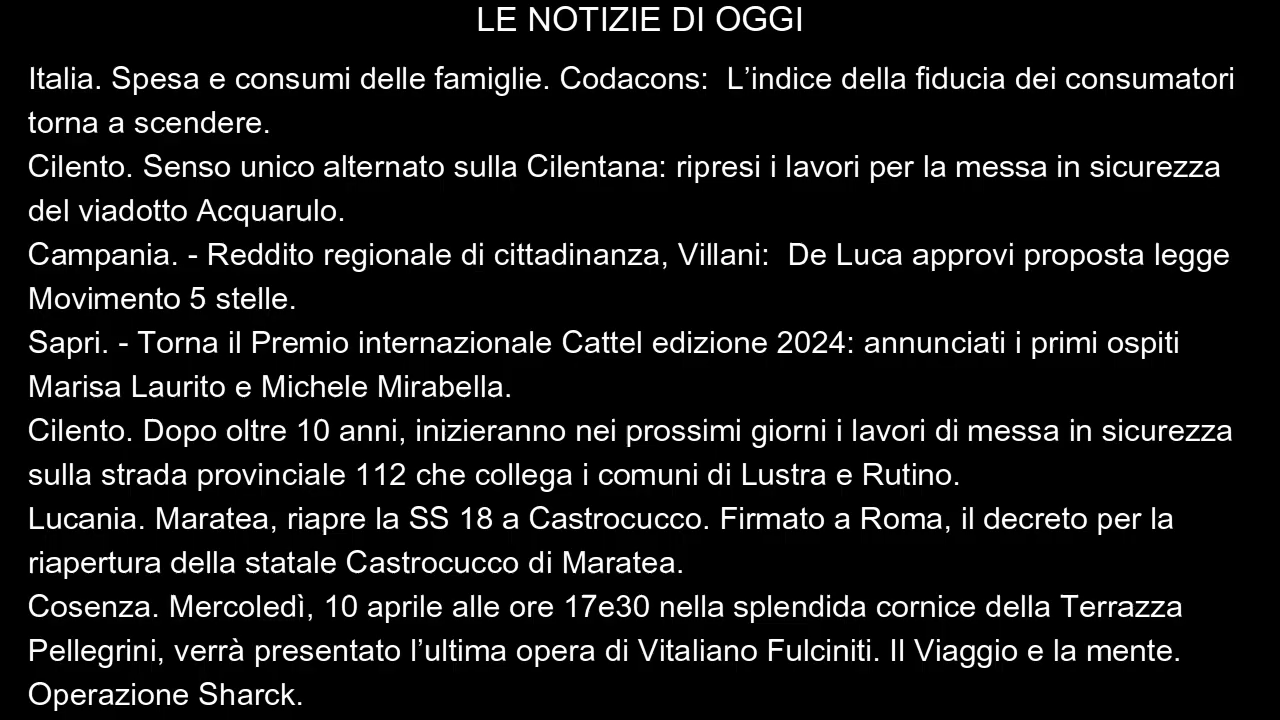 LE NOTIZIE DI OGGI
Italia. Spesa e consumi delle famiglie. Codacons:  L’indice della fiducia dei consumatori
torna a scendere.
Cilento. Senso unico alternato sulla Cilentana: ripresi i lavori per la messa in sicurezza
del viadotto Acquarulo.
Campania. - Reddito regionale di cittadinanza, Villani:  De Luca approvi proposta legge
Movimento 5 stelle.
Sapri. - Torna il Premio internazionale Cattel edizione 2024: annunciati i primi ospiti
Marisa Laurito e Michele Mirabella.
Cilento. Dopo oltre 10 anni, inizieranno nei prossimi giorni i lavori di messa in sicurezza
sulla strada provinciale 112 che collega i comuni di Lustra e Rutino.
Lucania. Maratea, riapre la SS 18 a Castrocucco. Firmato a Roma, il decreto per la
riapertura della statale Castrocucco di Maratea.
Cosenza. Mercoledì, 10 aprile alle ore 17e30 nella splendida cornice della Terrazza
Pellegrini, verrà presentato l’ultima opera di Vitaliano Fulciniti. Il Viaggio e la mente.
Operazione Sharck.